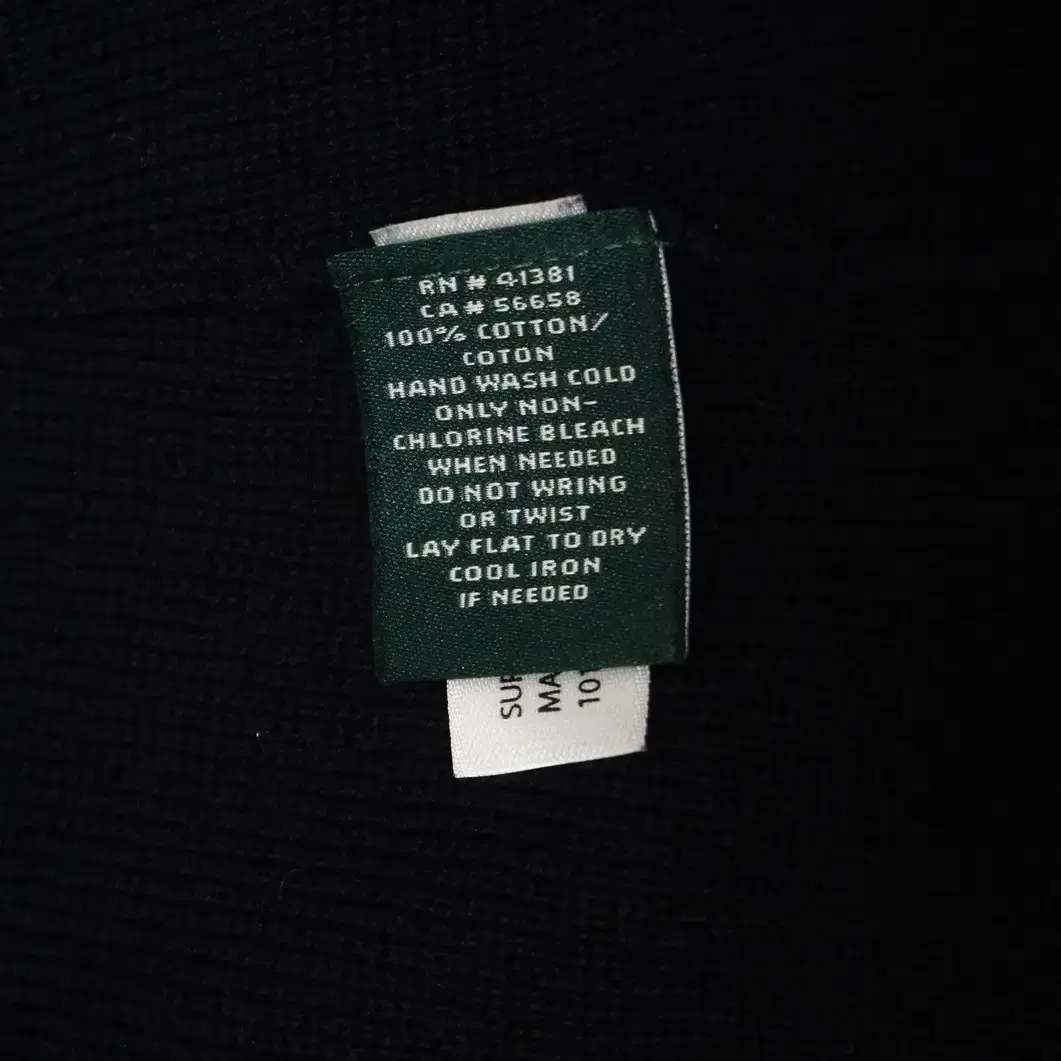 RN # 41381
CA # 56658
100% COTTON/
COTON
HAND WASH COLD
ONLY NON-
CHLORINE BLEACH
WHEN NEEDED
DO NOT WRING
OR TWIST
LAY FLAT TO DRY
COOL IRON
IF NEEDED